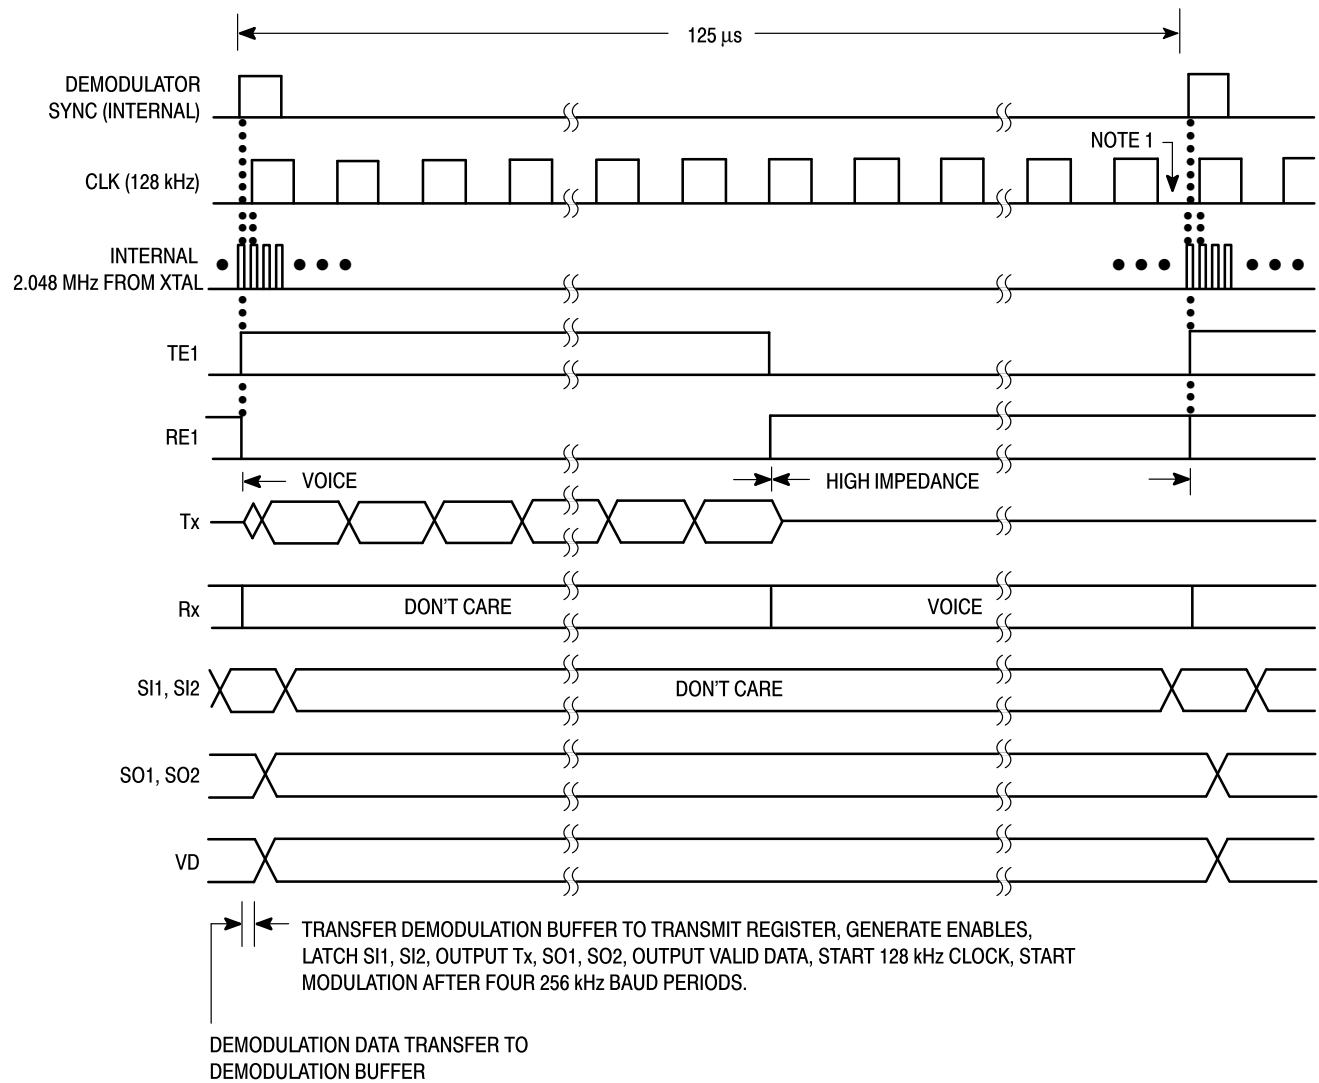 125 μs
DEMODULATOR
SYNC (INTERNAL)
NOTE 1
CLK (128 kHz)
INTERNAL
2.048 MHz FROM XTAL
TE1
RE1
VOICE
HIGH IMPEDANCE
Tx
Rx
DON'T CARE
VOICE
SI1, SI2
DON'T CARE
SO1, SO2
VD
TRANSFER DEMODULATION BUFFER TO TRANSMIT REGISTER, GENERATE ENABLES,
LATCH SI1, SI2, OUTPUT Tx, SO1, SO2, OUTPUT VALID DATA, START 128 kHz CLOCK, START
MODULATION AFTER FOUR 256 kHz BAUD PERIODS.
DEMODULATION DATA TRANSFER TO
DEMODULATION BUFFER